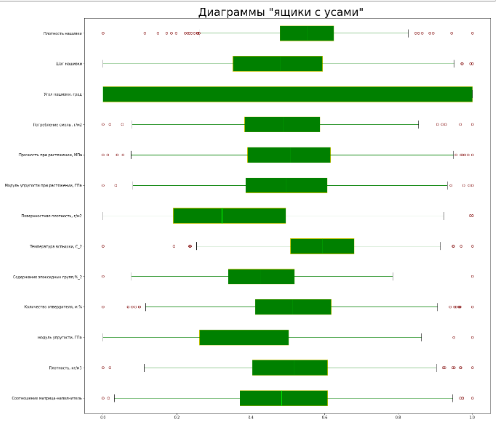 Диаграммы "ящики с усами"
Плотность нашивки
Шаг нашивки
Угол нашивки, град
Потребление смолы, г/м2
Прочность при растяжении, МПа
Модуль упругости при растяжении, ГПа
Поверхностная плотность, г/м2
Температура вспышки, С_2
Содержание эпоксидных групп,%_2
Количество отвердителя, м.%
модуль упругости, ГПа
Плотность, кг/м3
Соотношение матрица-наполнитель
0.0 0.2 0.4 0.6 0.8 1.0